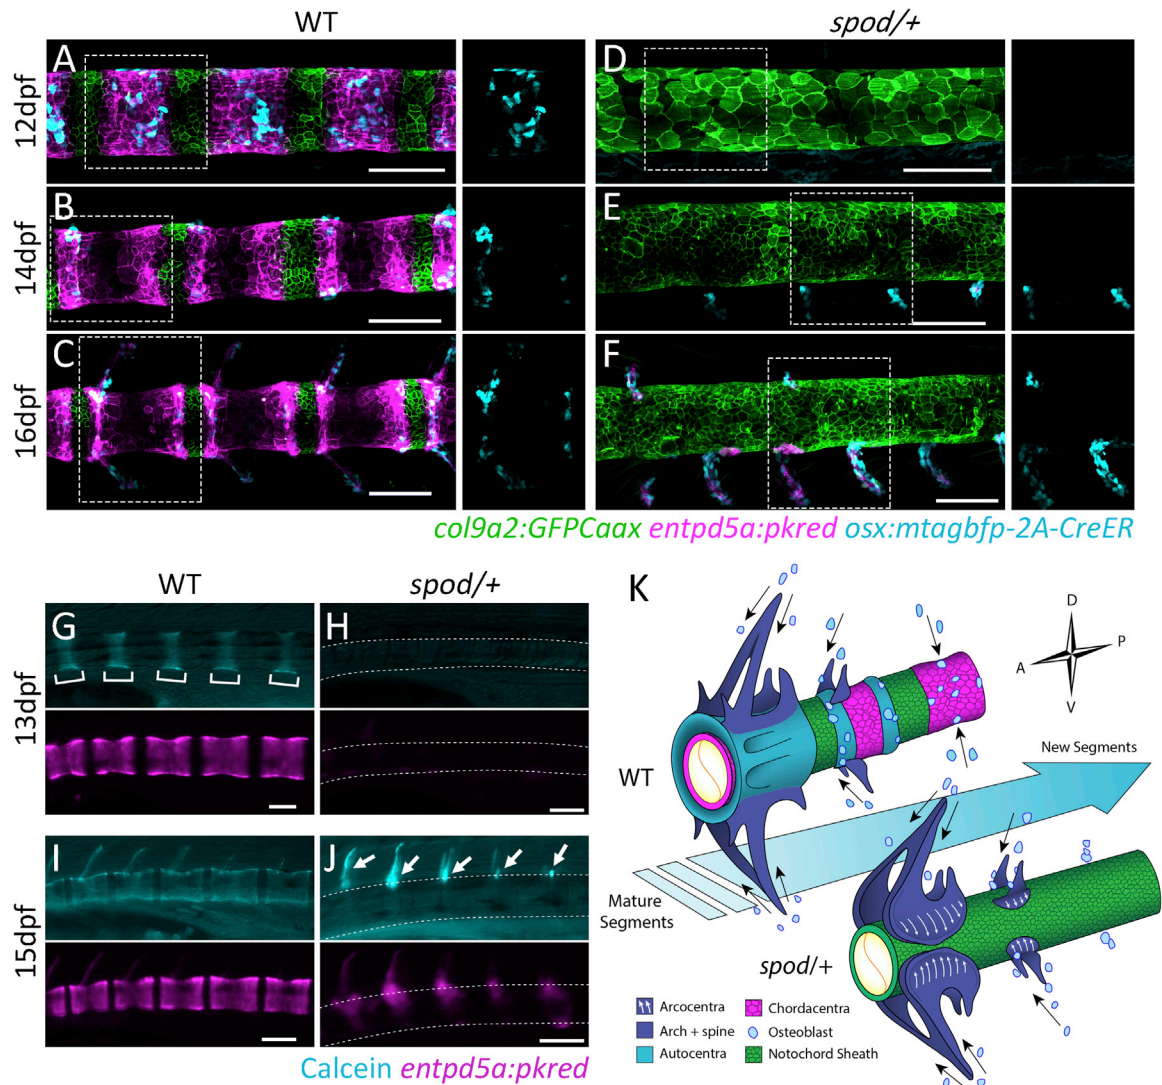 WT
spod/+
12dpf
A
D
14dpf
B
E
16dpf
C
F
col9a2:GFPCaax entpd5a:pkred osx:mtagbfp-2A-CreER
WT
spod/+
13dpf
G
H
15dpf
I
J
Calcein entpd5a:pkred
K
D
A
P
V
WT
New Segments
Mature
Segments
spod/+
Arcocentra
Chordacentra
Arch + spine
Osteoblast
Autocentra
Notochord Sheath